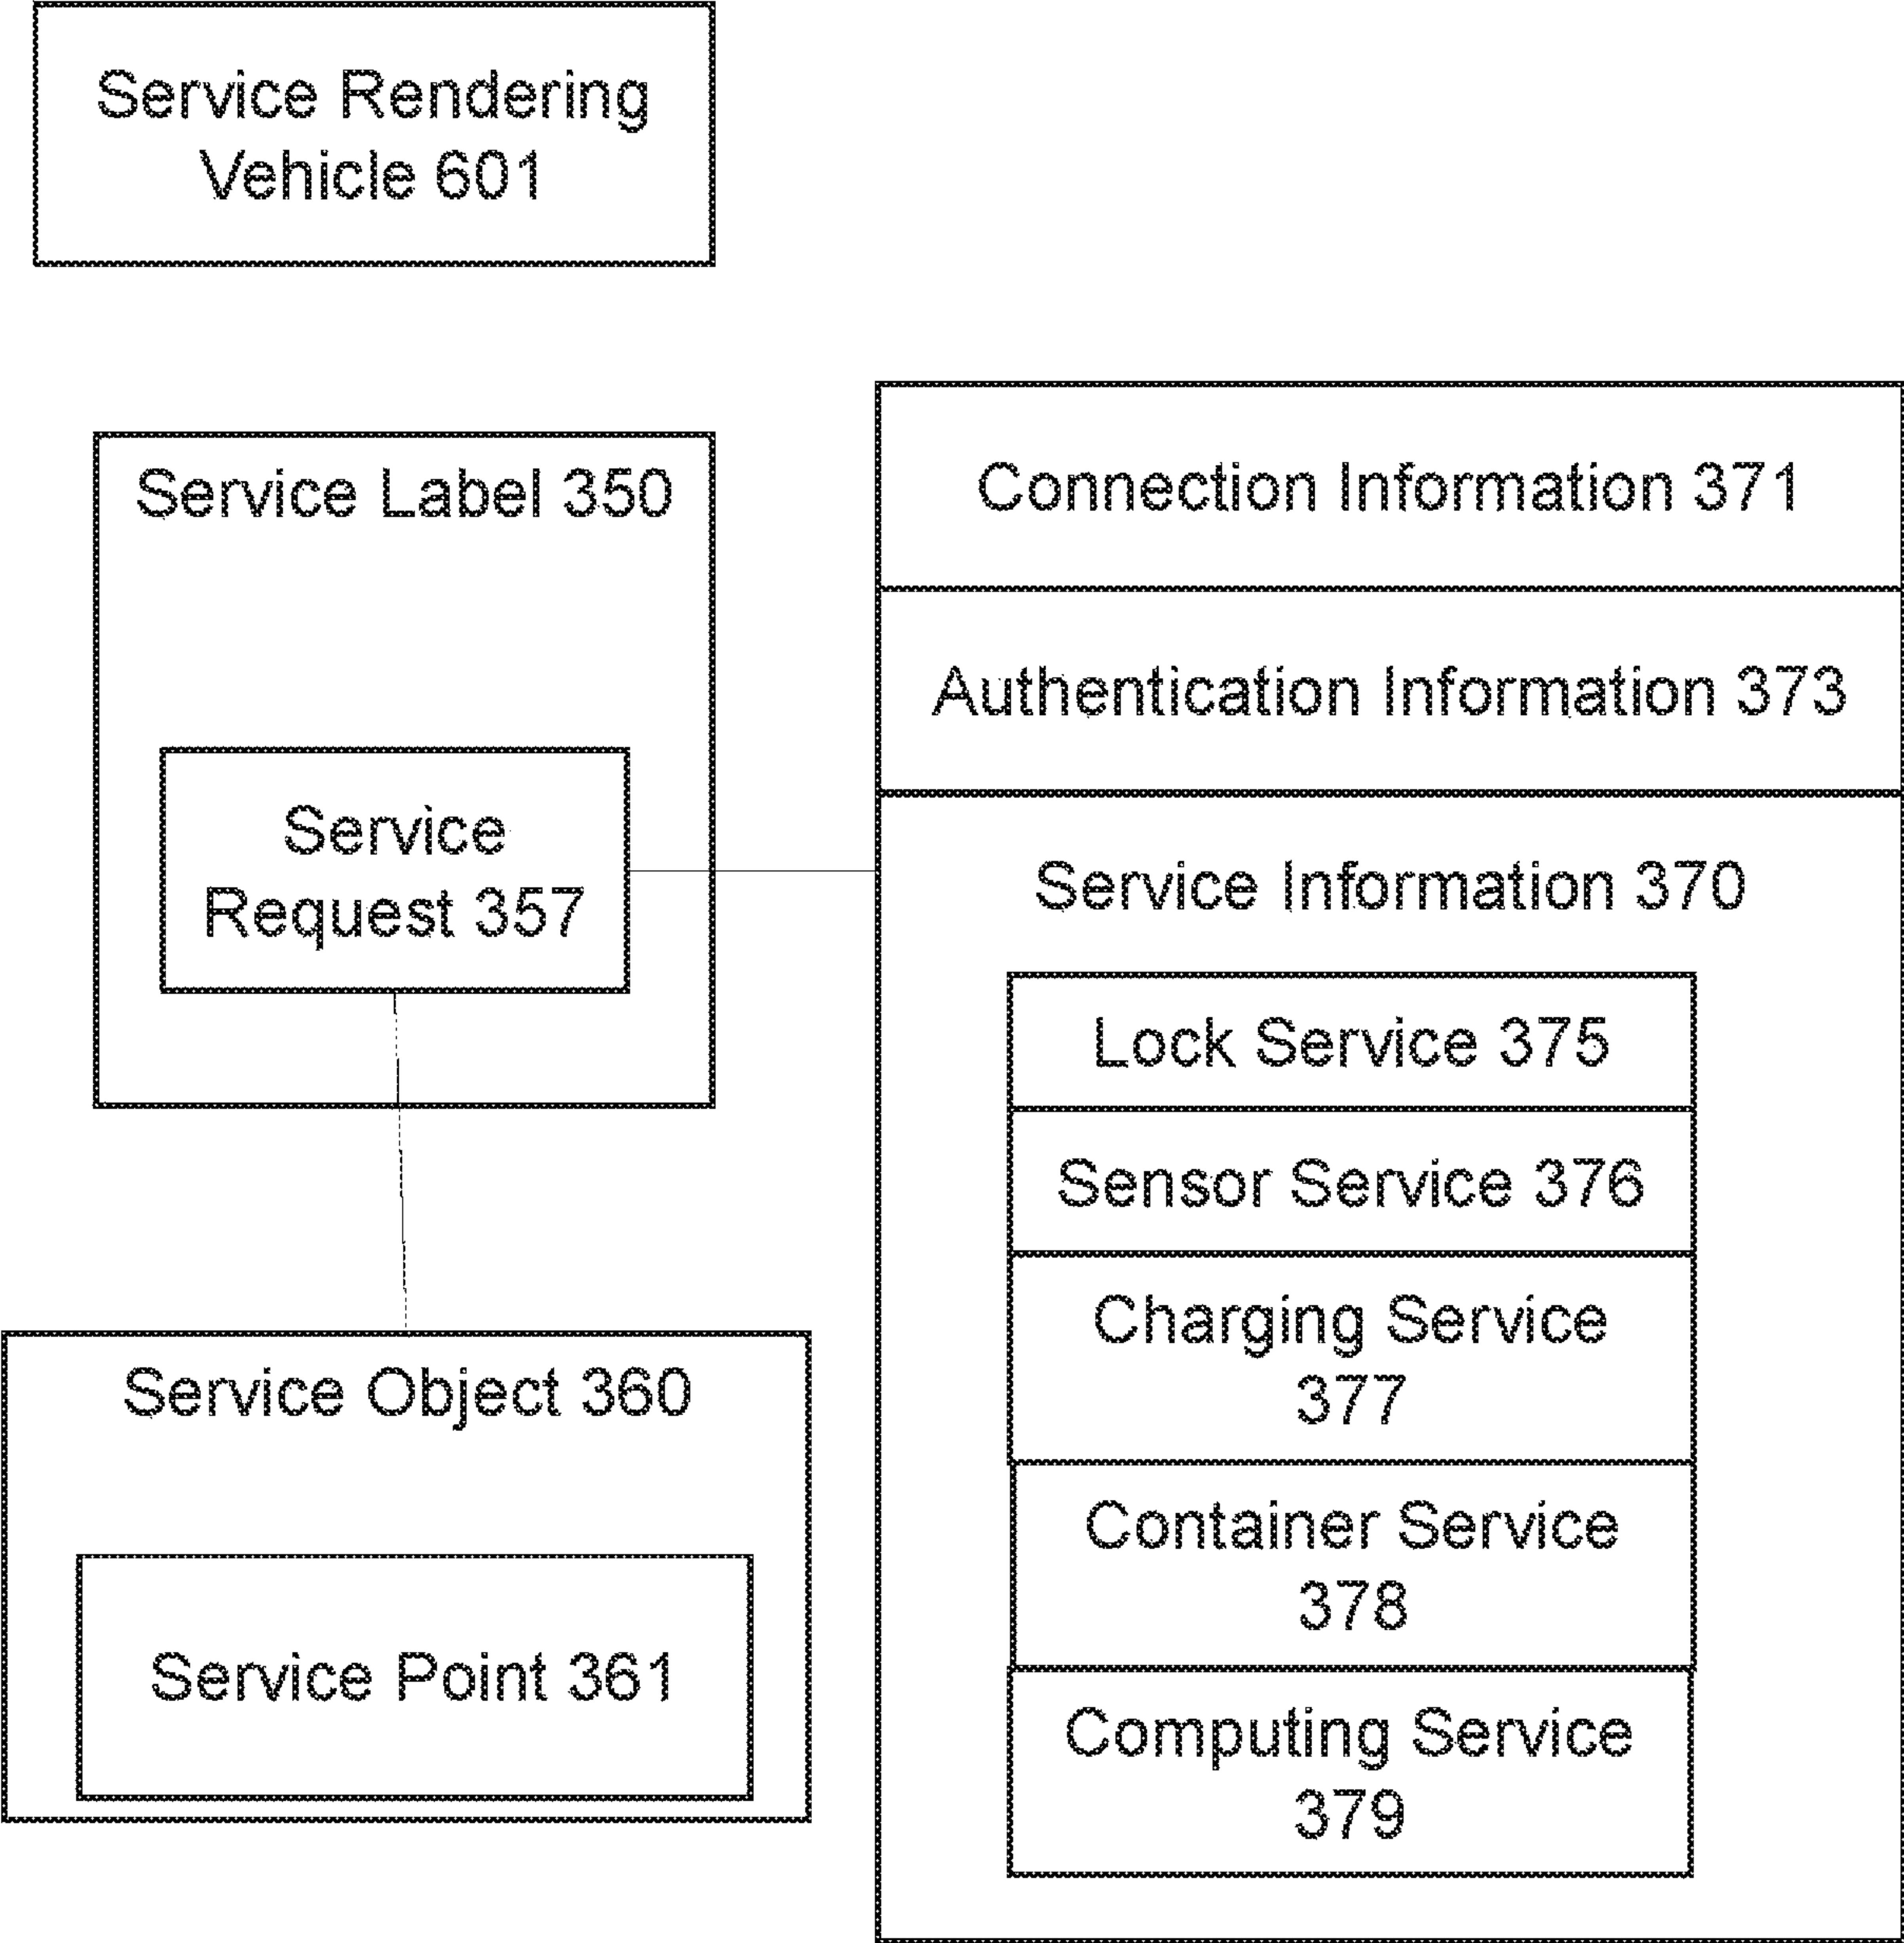 Service Rendering
Vehicle 601
Service Label 350
Service
Request 357
Service Object 360
Service Point 361
Connection Information 371
Authentication Information 373
Service Information 370
Lock Service 375
Sensor Service 376
Charging Service
377
Container Service
378
Computing Service
379